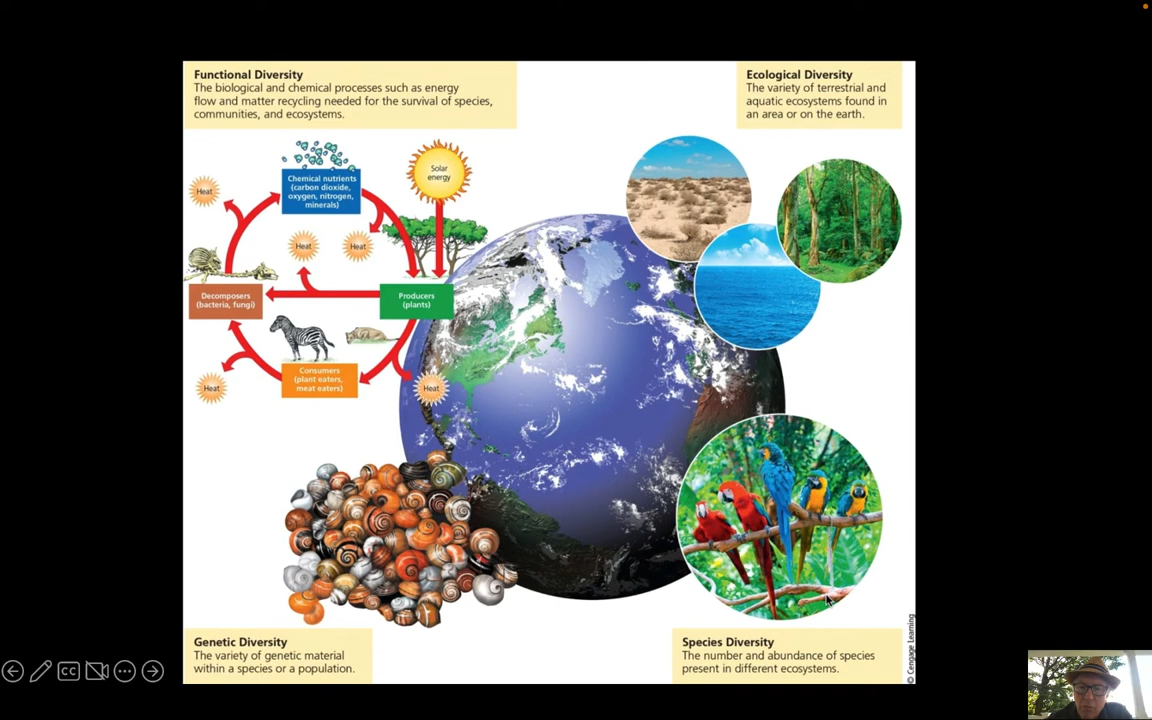 Functional Diversity
The biological and chemical processes such as energy
flow and matter recycling needed for the survival of species,
communities, and ecosystems.
Ecological Diversity
The variety of terrestrial and
aquatic ecosystems found in
an area or on the earth.
Chemical nutrients
(carbon dioxide,
oxygen, nitrogen,
minerals)
Solar
energy
Heat
Heat
Heat
Decomposers
(bacteria, fungi)
Producers
(plants)
Consumers
(plant eaters,
meat eaters)
Heat
Heat
Genetic Diversity
The variety of genetic material
within a species or a population.
Species Diversity
The number and abundance of species
present in different ecosystems.
© Cengage Learning
CC